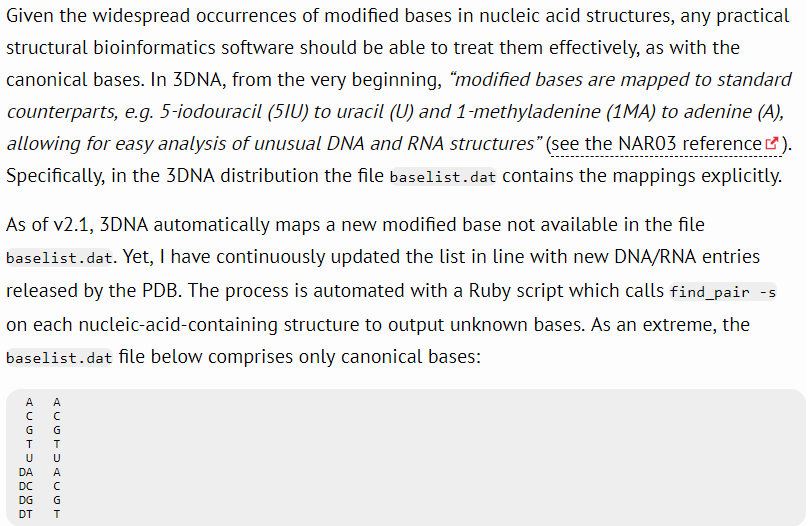 Given the widespread occurrences of modified bases in nucleic acid structures, any practical
structural bioinformatics software should be able to treat them effectively, as with the
canonical bases. In 3DNA, from the very beginning, “modified bases are mapped to standard
counterparts, e.g. 5-iodouracil (5IU) to uracil (U) and 1-methyladenine (1MA) to adenine (A),
allowing for easy analysis of unusual DNA and RNA structures” (see the NAR03 reference).
Specifically, in the 3DNA distribution the file baselist.dat contains the mappings explicitly.
As of v2.1, 3DNA automatically maps a new modified base not available in the file
baselist.dat. Yet, I have continuously updated the list in line with new DNA/RNA entries
released by the PDB. The process is automated with a Ruby script which calls find_pair -s
on each nucleic-acid-containing structure to output unknown bases. As an extreme, the
baselist.dat file below comprises only canonical bases:
A A
C C
G G
T T
U U
DA A
DC C
DG G
DT T